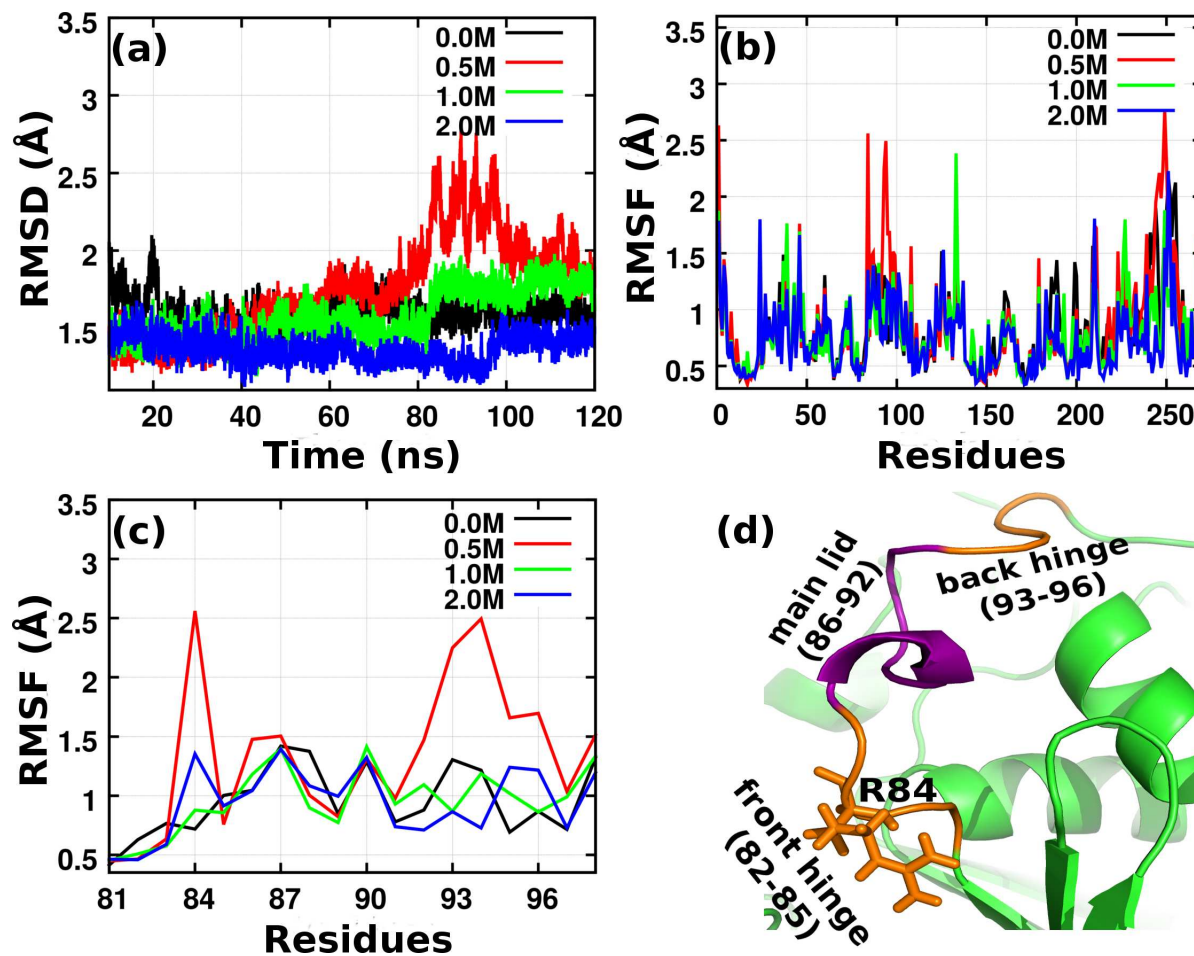 (a)
RMSD (Å)
3.5
3
2.5
2
1.5
0.0M
0.5M
1.0M
2.0M
20 40 60 80 100 120
Time (ns)
(b)
RMSF (Å)
3.5
3
2.5
2
1.5
1
0.5
0.0M
0.5M
1.0M
2.0M
0 50 100 150 200 250
Residues
(c)
RMSF (Å)
3.5
3
2.5
2
1.5
1
0.5
0.0M
0.5M
1.0M
2.0M
81 84 87 90 93 96
Residues
(d)
main lid
(86-92)
back hinge
(93-96)
R84
front hinge
(82-85)